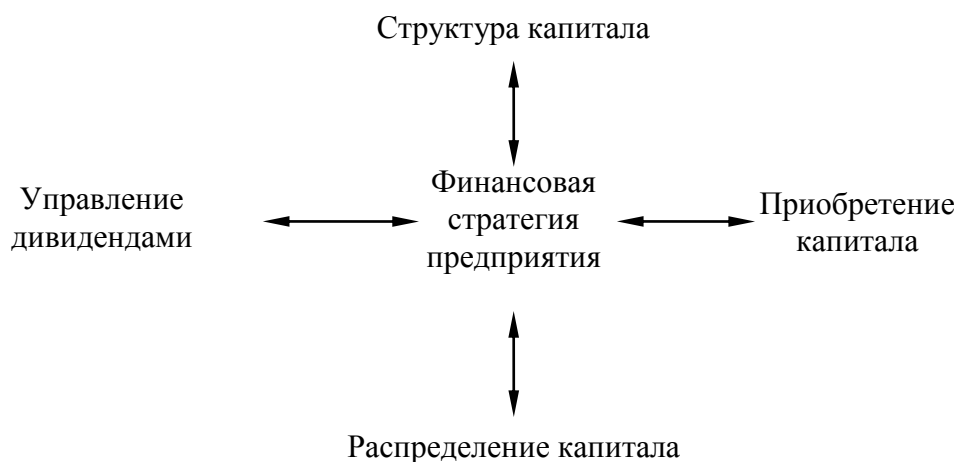 Структура капитала
Управление
дивидендами
Финансовая
стратегия
предприятия
Приобретение
капитала
Распределение капитала